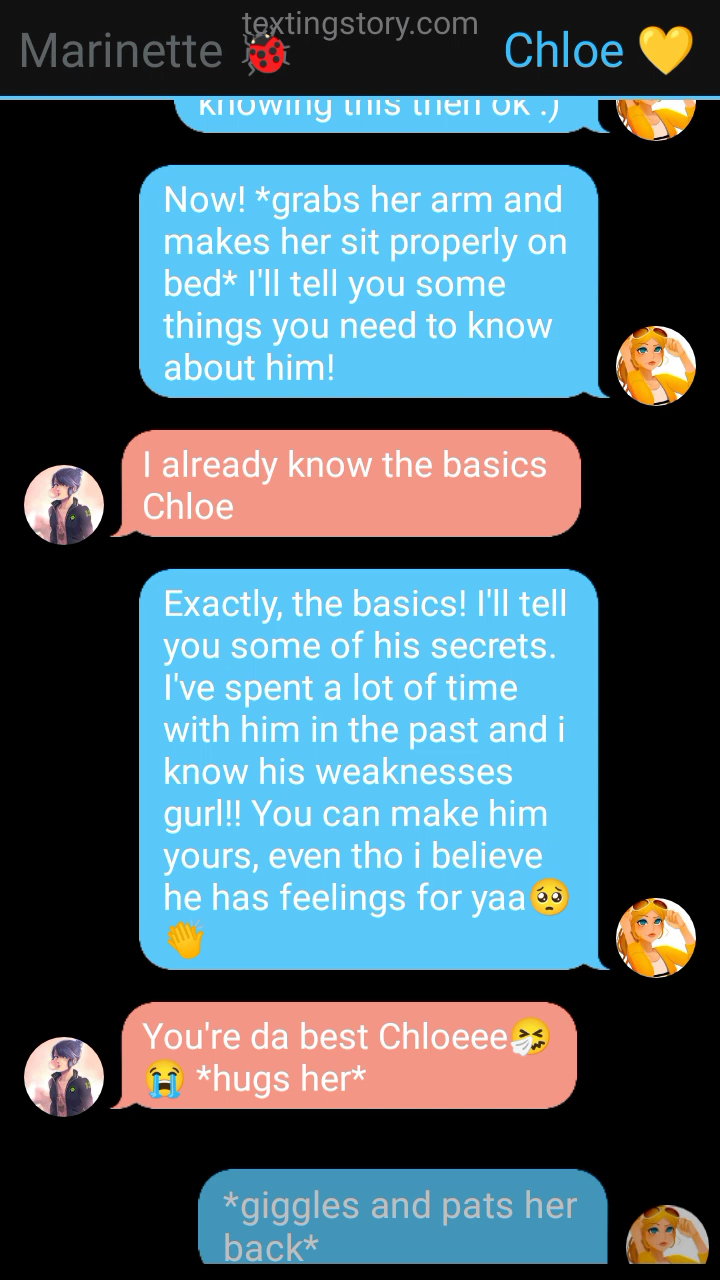 textingstory.com
Marinette 🐞 Chloe 💛
knowing this then ok :)
Now! *grabs her arm and
makes her sit properly on
bed* I'll tell you some
things you need to know
about him!
I already know the basics
Chloe
Exactly, the basics! I'll tell
you some of his secrets.
I've spent a lot of time
with him in the past and i
know his weaknesses
gurl!! You can make him
yours, even tho i believe
he has feelings for yaa🥺
👏
You're da best Chloeee🤧
😭 *hugs her*
*giggles and pats her
back*